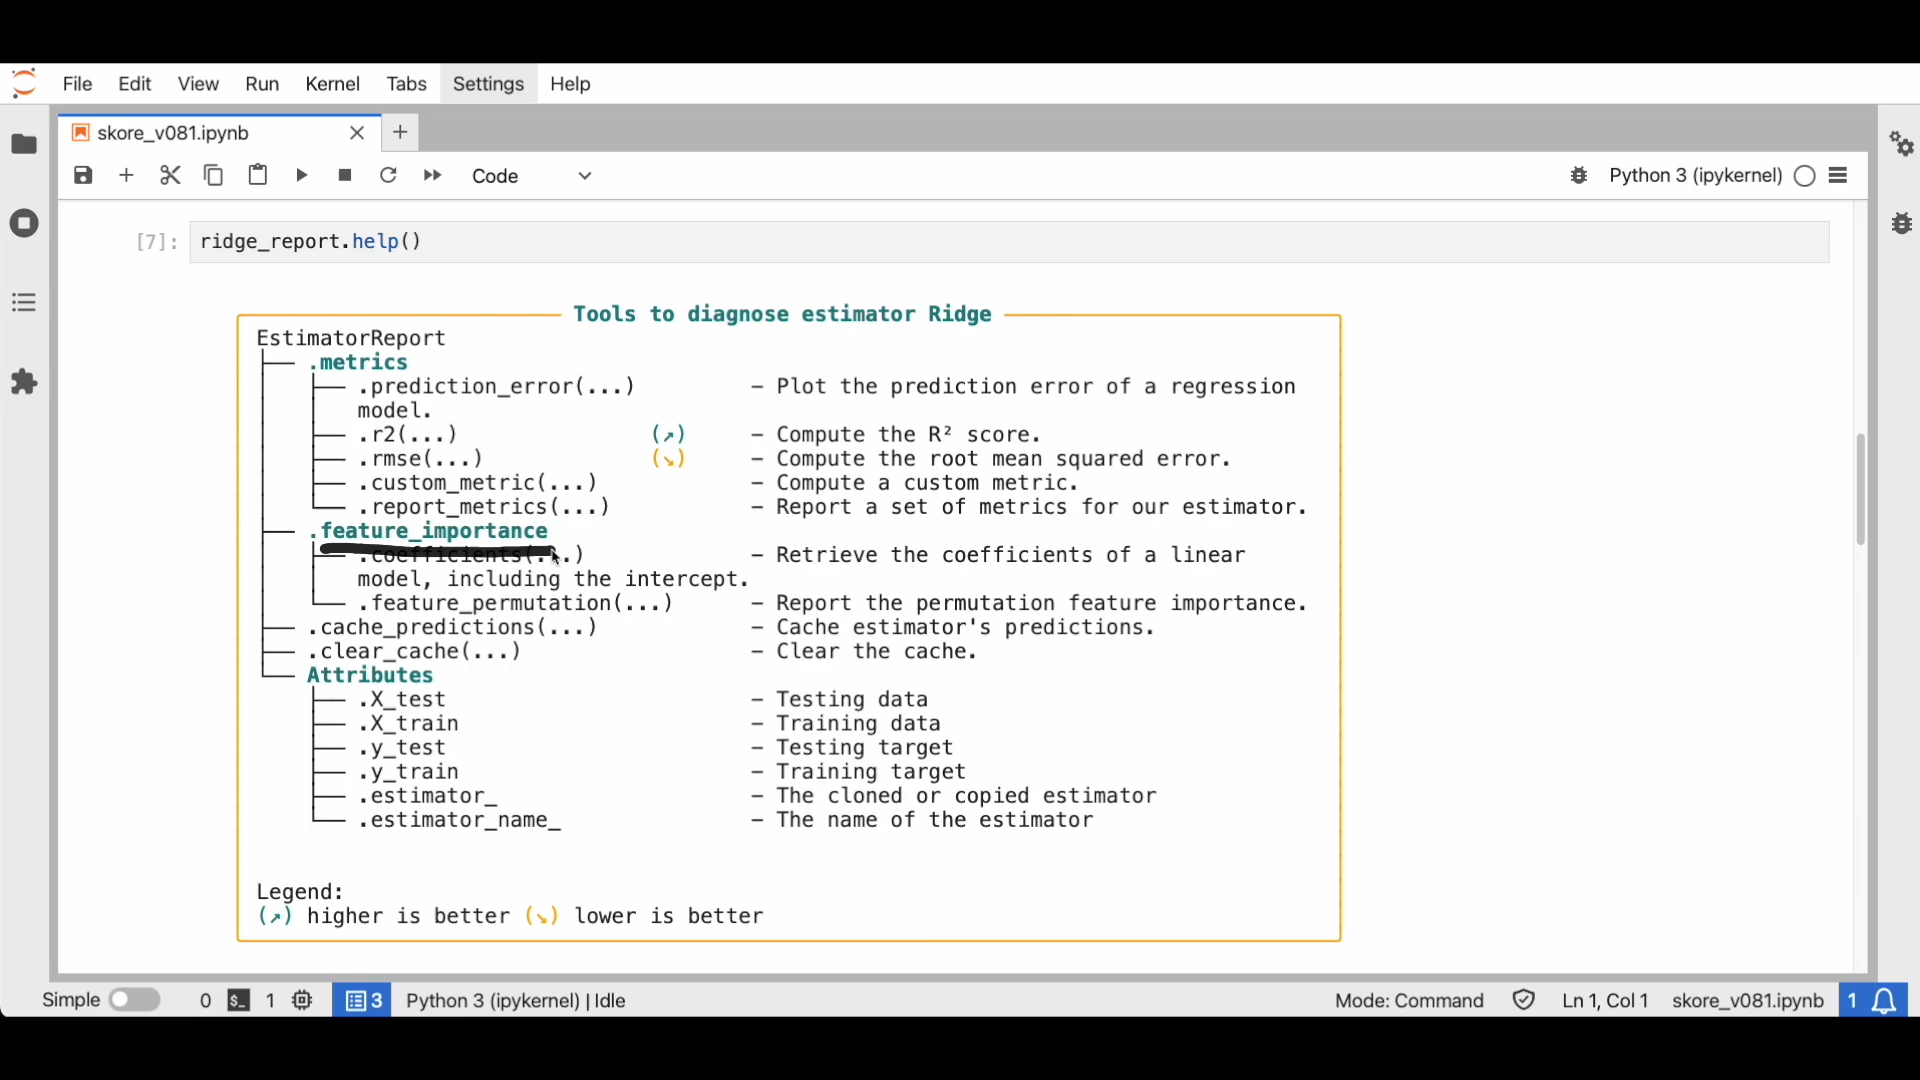 File Edit View Run Kernel Tabs Settings Help
skore_v081.ipynb
Code
Python 3 (ipykernel)
[7]: ridge_report.help()
Tools to diagnose estimator Ridge
EstimatorReport
.metrics
.prediction_error(...) - Plot the prediction error of a regression
model.
.r2(...) (↗) - Compute the R² score.
.rmse(...) (↘) - Compute the root mean squared error.
.custom_metric(...) - Compute a custom metric.
.report_metrics(...) - Report a set of metrics for our estimator.
.feature_importance
.coefficients(...) - Retrieve the coefficients of a linear
model, including the intercept.
.feature_permutation(...) - Report the permutation feature importance.
.cache_predictions(...) - Cache estimator's predictions.
.clear_cache(...) - Clear the cache.
Attributes
.X_test - Testing data
.X_train - Training data
.y_test - Testing target
.y_train - Training target
.estimator_ - The cloned or copied estimator
.estimator_name_ - The name of the estimator
Legend:
(↗) higher is better (↘) lower is better
Simple 0 $_ 1 3 Python 3 (ipykernel) | Idle Mode: Command Ln 1, Col 1 skore_v081.ipynb 1